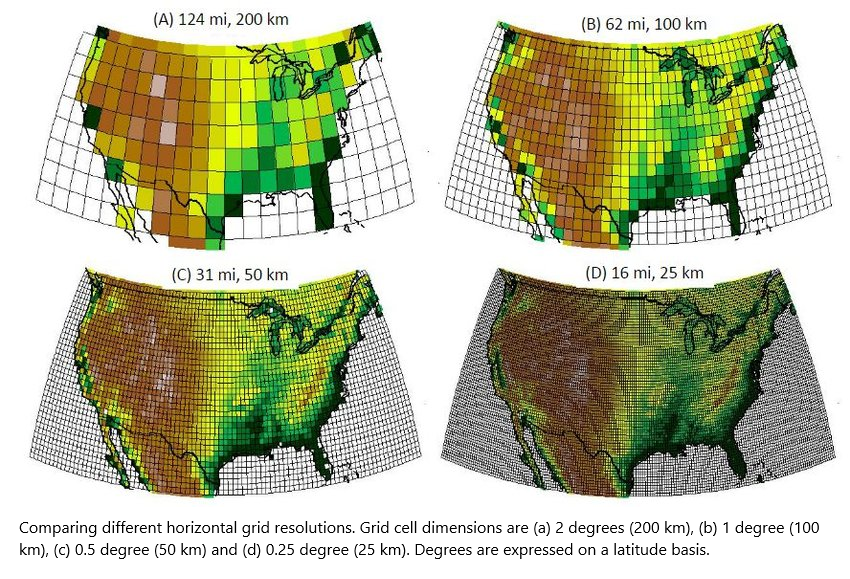 (A) 124 mi, 200 km
(B) 62 mi, 100 km
(C) 31 mi, 50 km
(D) 16 mi, 25 km
Comparing different horizontal grid resolutions. Grid cell dimensions are (a) 2 degrees (200 km), (b) 1 degree (100
km), (c) 0.5 degree (50 km) and (d) 0.25 degree (25 km). Degrees are expressed on a latitude basis.